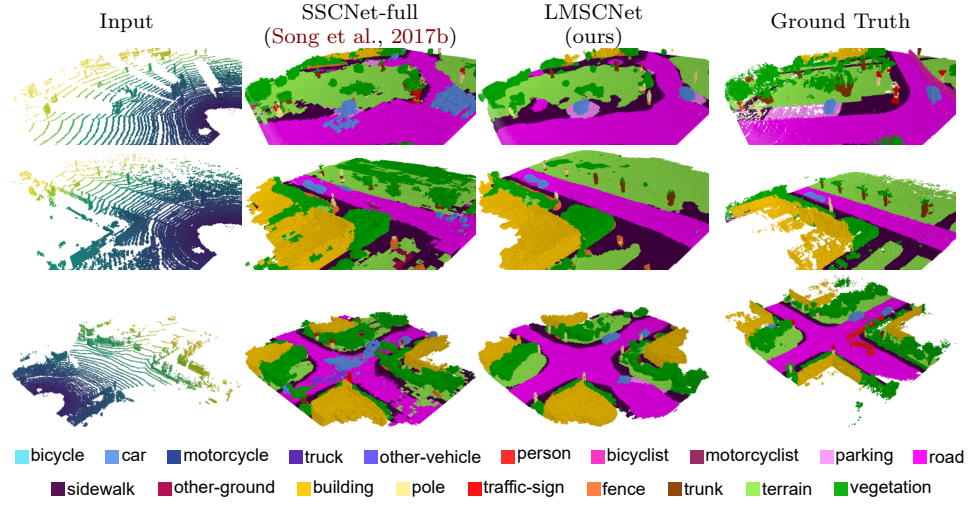 Input
SSCNet-full
(Song et al., 2017b)
LMSCNet
(ours)
Ground Truth
bicycle car motorcycle truck other-vehicle person bicyclist motorcyclist parking road
sidewalk other-ground building pole traffic-sign fence trunk terrain vegetation